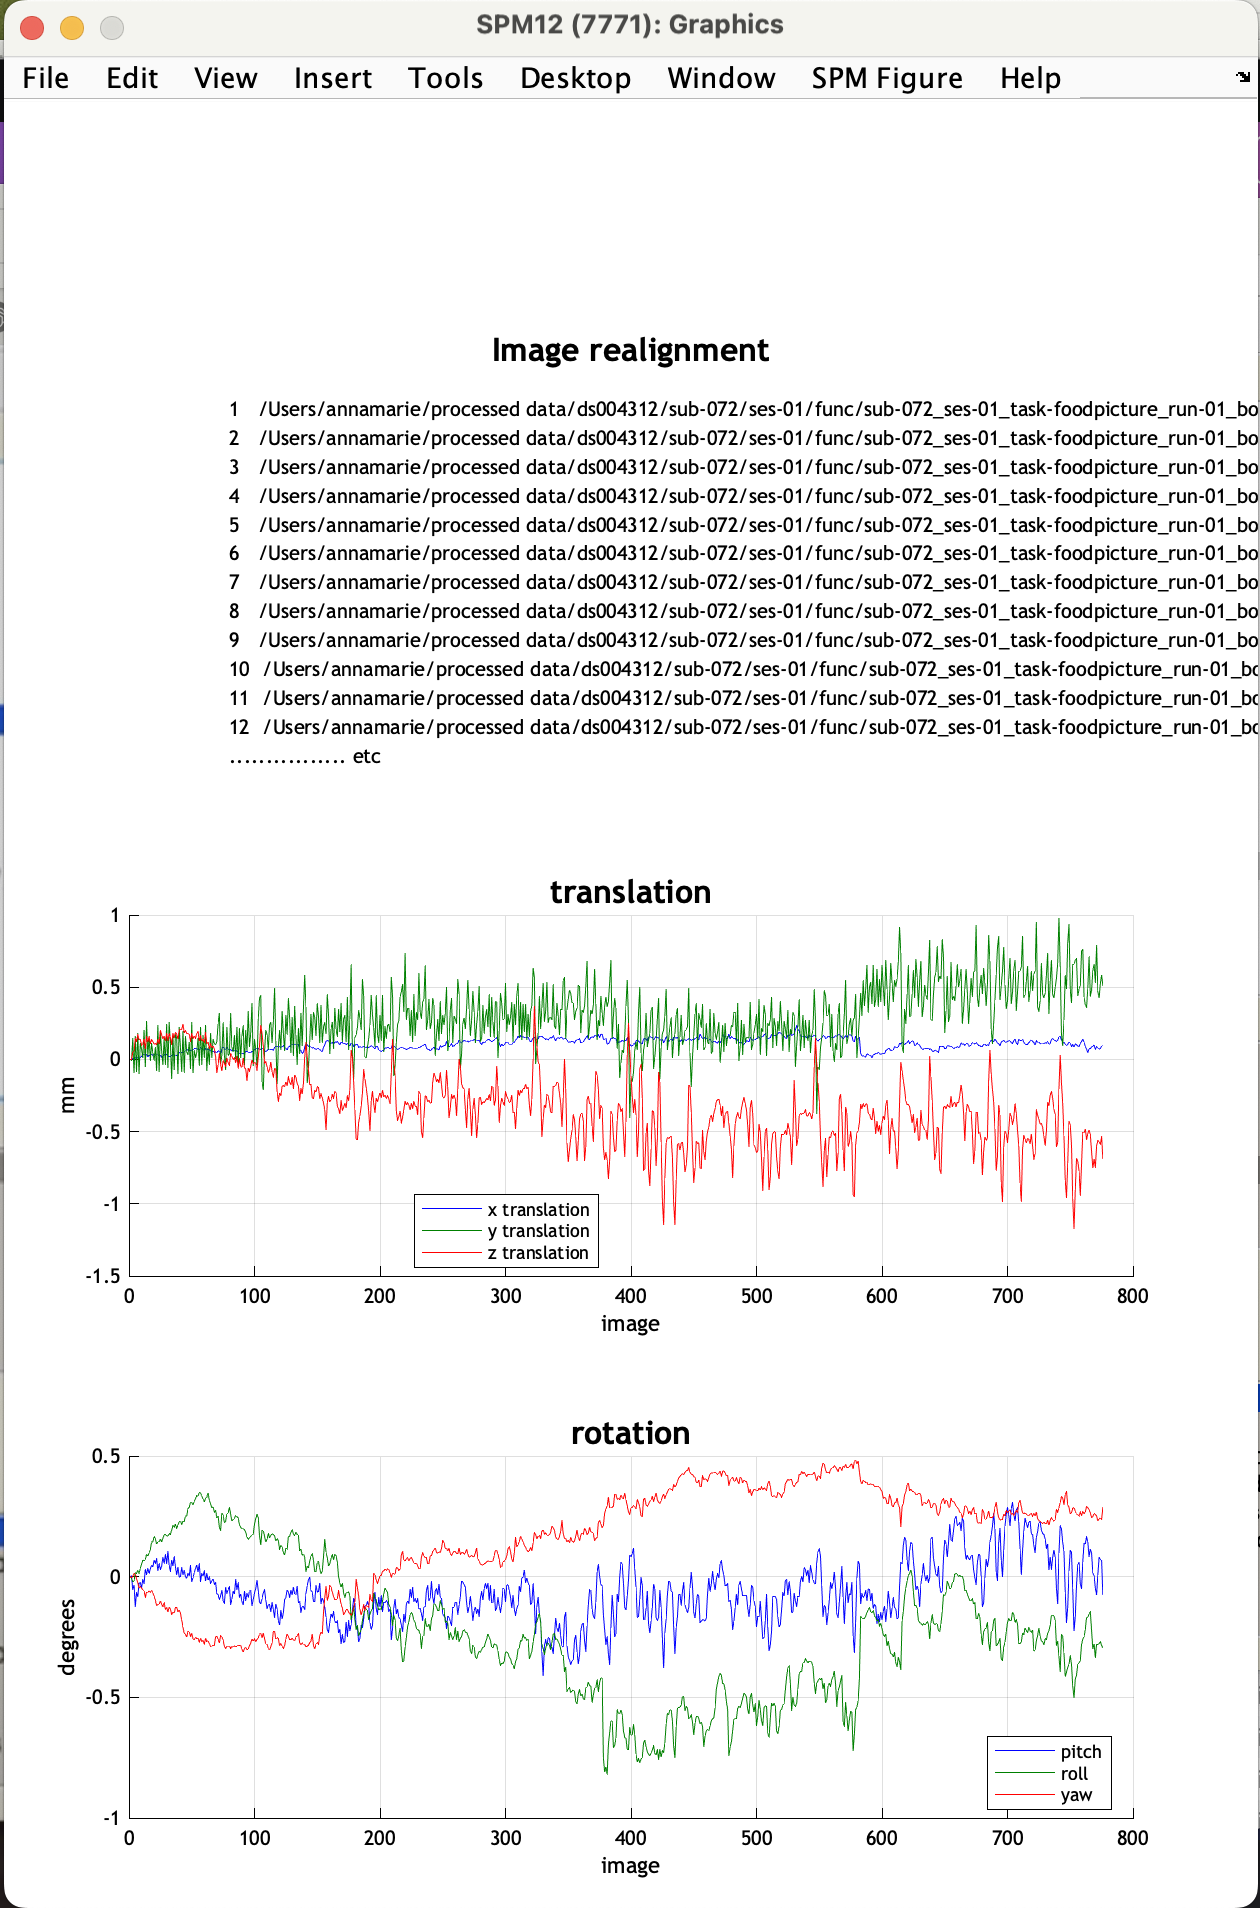 SPM12 (7771): Graphics
File Edit View Insert Tools Desktop Window SPM Figure Help
Image realignment
1 /Users/annamarie/processed data/ds004312/sub-072/ses-01/func/sub-072_ses-01_task-foodpicture_run-01_bo
2 /Users/annamarie/processed data/ds004312/sub-072/ses-01/func/sub-072_ses-01_task-foodpicture_run-01_bo
3 /Users/annamarie/processed data/ds004312/sub-072/ses-01/func/sub-072_ses-01_task-foodpicture_run-01_bo
4 /Users/annamarie/processed data/ds004312/sub-072/ses-01/func/sub-072_ses-01_task-foodpicture_run-01_bo
5 /Users/annamarie/processed data/ds004312/sub-072/ses-01/func/sub-072_ses-01_task-foodpicture_run-01_bo
6 /Users/annamarie/processed data/ds004312/sub-072/ses-01/func/sub-072_ses-01_task-foodpicture_run-01_bo
7 /Users/annamarie/processed data/ds004312/sub-072/ses-01/func/sub-072_ses-01_task-foodpicture_run-01_bo
8 /Users/annamarie/processed data/ds004312/sub-072/ses-01/func/sub-072_ses-01_task-foodpicture_run-01_bo
9 /Users/annamarie/processed data/ds004312/sub-072/ses-01/func/sub-072_ses-01_task-foodpicture_run-01_bo
10 /Users/annamarie/processed data/ds004312/sub-072/ses-01/func/sub-072_ses-01_task-foodpicture_run-01_bo
11 /Users/annamarie/processed data/ds004312/sub-072/ses-01/func/sub-072_ses-01_task-foodpicture_run-01_bo
12 /Users/annamarie/processed data/ds004312/sub-072/ses-01/func/sub-072_ses-01_task-foodpicture_run-01_bo
................ etc
translation
1
0.5
0
-0.5
-1
-1.5
mm
x translation
y translation
z translation
0 100 200 300 400 500 600 700 800
image
rotation
0.5
0
-0.5
-1
degrees
pitch
roll
yaw
0 100 200 300 400 500 600 700 800
image